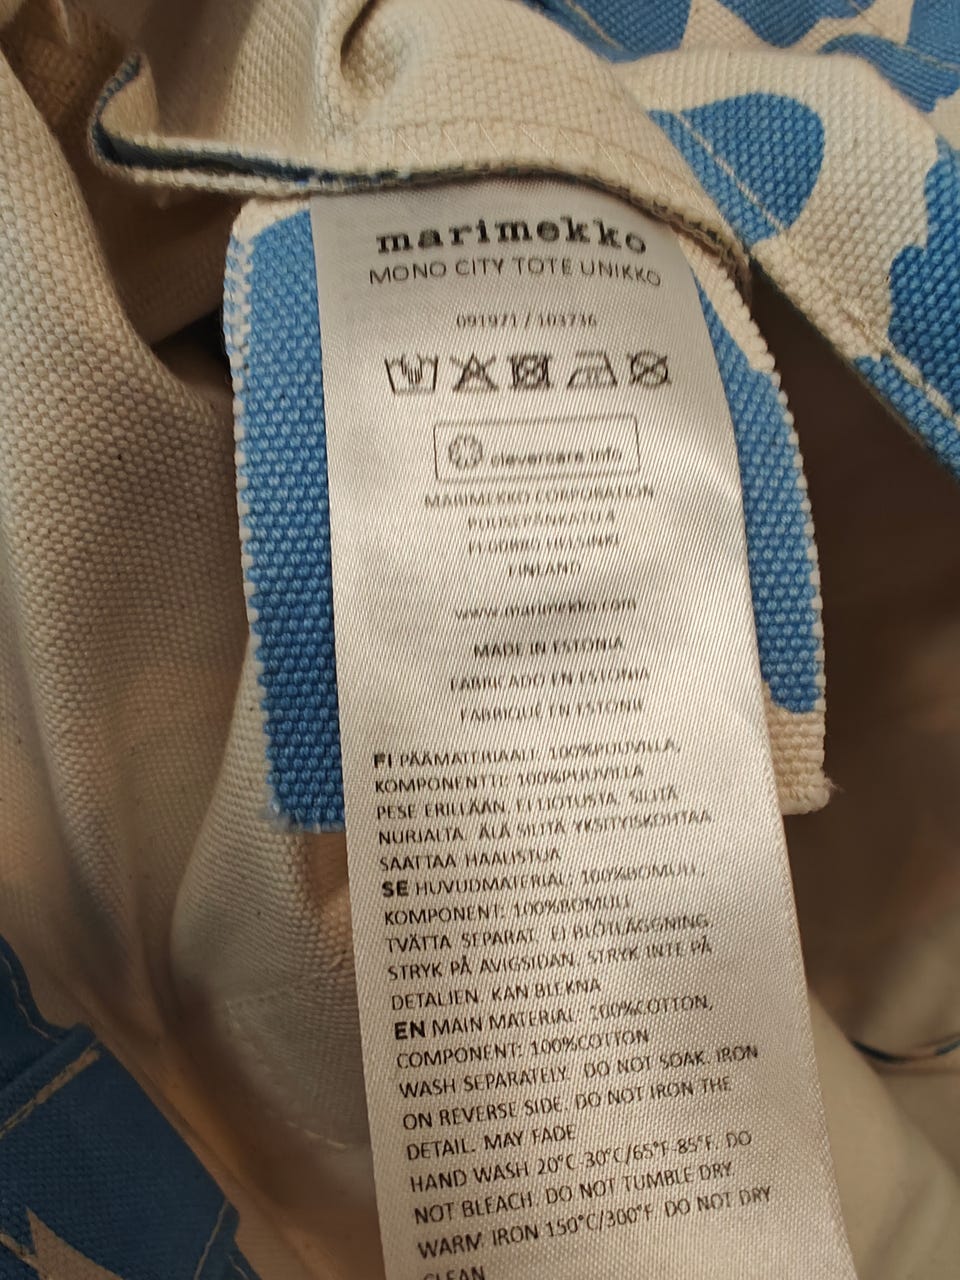 marimekko
MONO CITY TOTE UNIKKO
091971 / 103736
clevercare.info
MARIMEKKO CORPORATION
PUUSEPÄNKATU 4
FI-00880 HELSINKI
FINLAND
www.marimekko.com
MADE IN ESTONIA
FABRICADO EN ESTONIA
FABRIQUÉ EN ESTONIE
FI PÄÄMATERIAALI: 100%PUUVILLA,
KOMPONENTTI: 100%PUUVILLA
PESE ERILLÄÄN. EI LIOTUSTA. SILITÄ
NURJALTA. ÄLÄ SILITÄ YKSITYISKOHTAA.
SAATTAA HAALISTUA
SE HUVUDMATERIAL: 100%BOMULL,
KOMPONENT: 100%BOMULL
TVÄTTA SEPARAT. EJ BLÖTLÄGGNING.
STRYK PÅ AVIGSIDAN. STRYK INTE PÅ
DETALJEN. KAN BLEKNA
EN MAIN MATERIAL: 100%COTTON,
COMPONENT: 100%COTTON
WASH SEPARATELY. DO NOT SOAK. IRON
ON REVERSE SIDE. DO NOT IRON THE
DETAIL. MAY FADE
HAND WASH 20°C-30°C/65°F-85°F. DO
NOT BLEACH. DO NOT TUMBLE DRY.
WARM IRON 150°C/300°F. DO NOT DRY
CLEAN